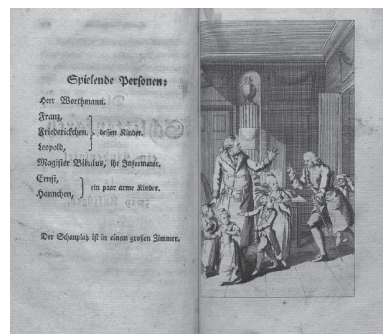 Spielende Personen:
Herr Worthmann.
Franz,
Friederickchen,
dessen Kinder.
Leopold,
Magister Bibulus, ihr Informator.
Ernst,
ein paar arme Kinder.
Hannchen,
Der Schauplatz ist in einem großen Zimmer.